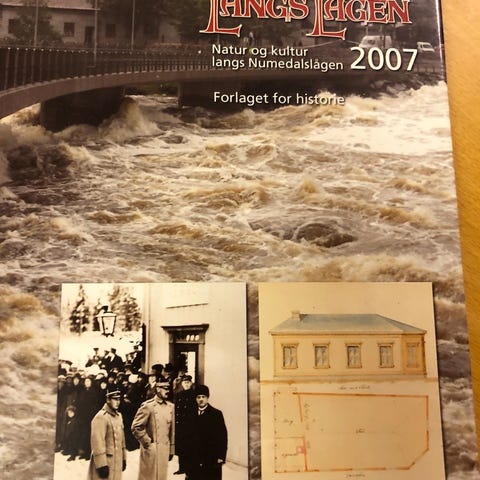 LANGS LÅGEN
Natur og kultur
langs Numedalslågen 2007
Forlaget for historie